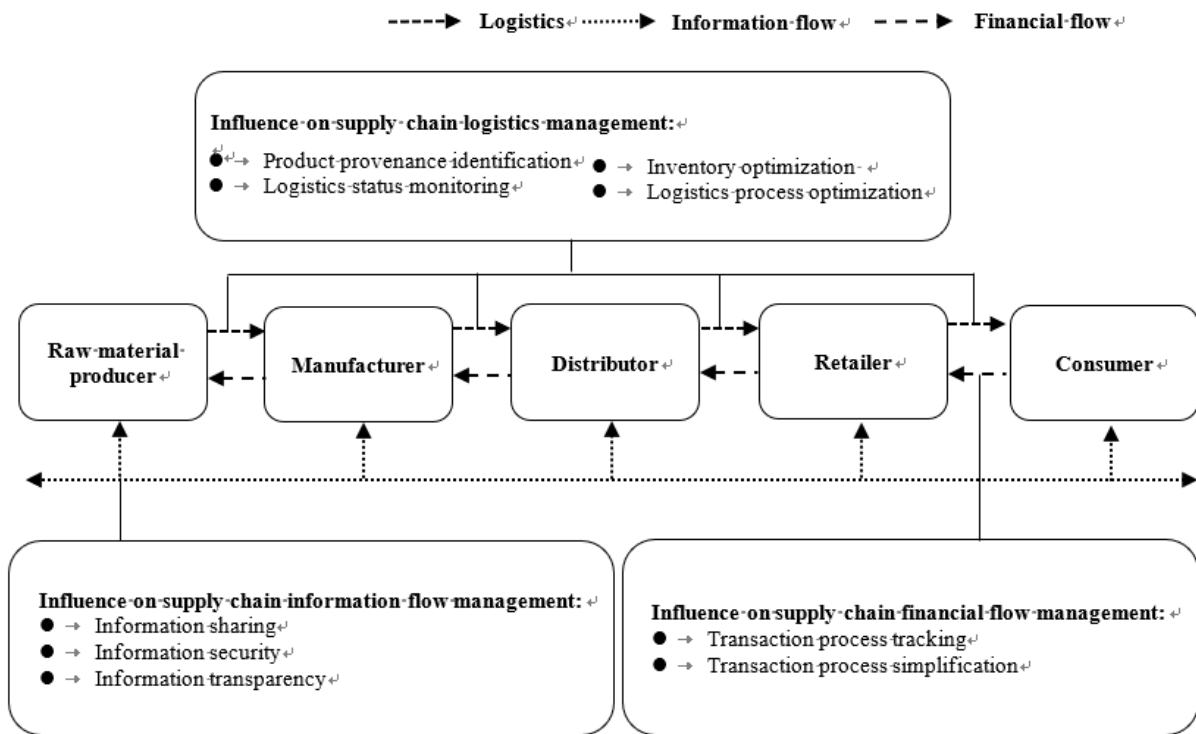 Logistics Information flow Financial flow
Influence on supply chain logistics management:
Product provenance identification
Logistics status monitoring
Inventory optimization
Logistics process optimization
Raw material
producer
Manufacturer
Distributor
Retailer
Consumer
Influence on supply chain information flow management:
Information sharing
Information security
Information transparency
Influence on supply chain financial flow management:
Transaction process tracking
Transaction process simplification